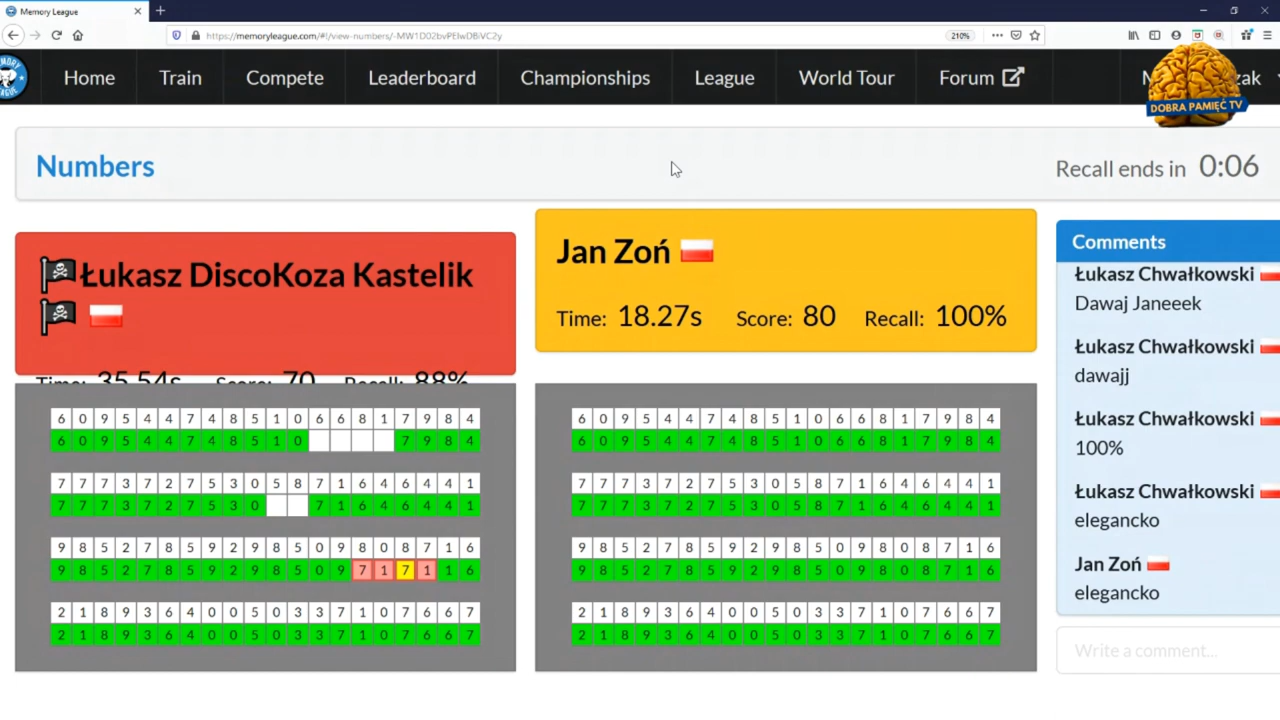 Memory League
https://memoryleague.com/#!/view-numbers/-MW1D02bvPElwDBiVC2y
210%
Home Train Compete Leaderboard Championships League World Tour Forum
DOBRA PAMIĘĆ TV
Numbers
Recall ends in 0:06
Łukasz DiscoKoza Kastelik
Time: 35.54s Score: 70 Recall: 88%
6 0 9 5 4 4 7 4 8 5 1 0 6 6 8 1 7 9 8 4
6 0 9 5 4 4 7 4 8 5 1 0 7 9 8 4
7 7 7 3 7 2 7 5 3 0 5 8 7 1 6 4 6 4 4 1
7 7 7 3 7 2 7 5 3 0 7 1 6 4 6 4 4 1
9 8 5 2 7 8 5 9 2 9 8 5 0 9 8 0 8 7 1 6
9 8 5 2 7 8 5 9 2 9 8 5 0 9 7 1 7 1 1 6
2 1 8 9 3 6 4 0 0 5 0 3 3 7 1 0 7 6 6 7
2 1 8 9 3 6 4 0 0 5 0 3 3 7 1 0 7 6 6 7
Jan Zoń
Time: 18.27s Score: 80 Recall: 100%
6 0 9 5 4 4 7 4 8 5 1 0 6 6 8 1 7 9 8 4
6 0 9 5 4 4 7 4 8 5 1 0 6 6 8 1 7 9 8 4
7 7 7 3 7 2 7 5 3 0 5 8 7 1 6 4 6 4 4 1
7 7 7 3 7 2 7 5 3 0 5 8 7 1 6 4 6 4 4 1
9 8 5 2 7 8 5 9 2 9 8 5 0 9 8 0 8 7 1 6
9 8 5 2 7 8 5 9 2 9 8 5 0 9 8 0 8 7 1 6
2 1 8 9 3 6 4 0 0 5 0 3 3 7 1 0 7 6 6 7
2 1 8 9 3 6 4 0 0 5 0 3 3 7 1 0 7 6 6 7
Comments
Łukasz Chwałkowski
Dawaj Janeeek
Łukasz Chwałkowski
dawajj
Łukasz Chwałkowski
100%
Łukasz Chwałkowski
elegancko
Jan Zoń
elegancko
Write a comment...